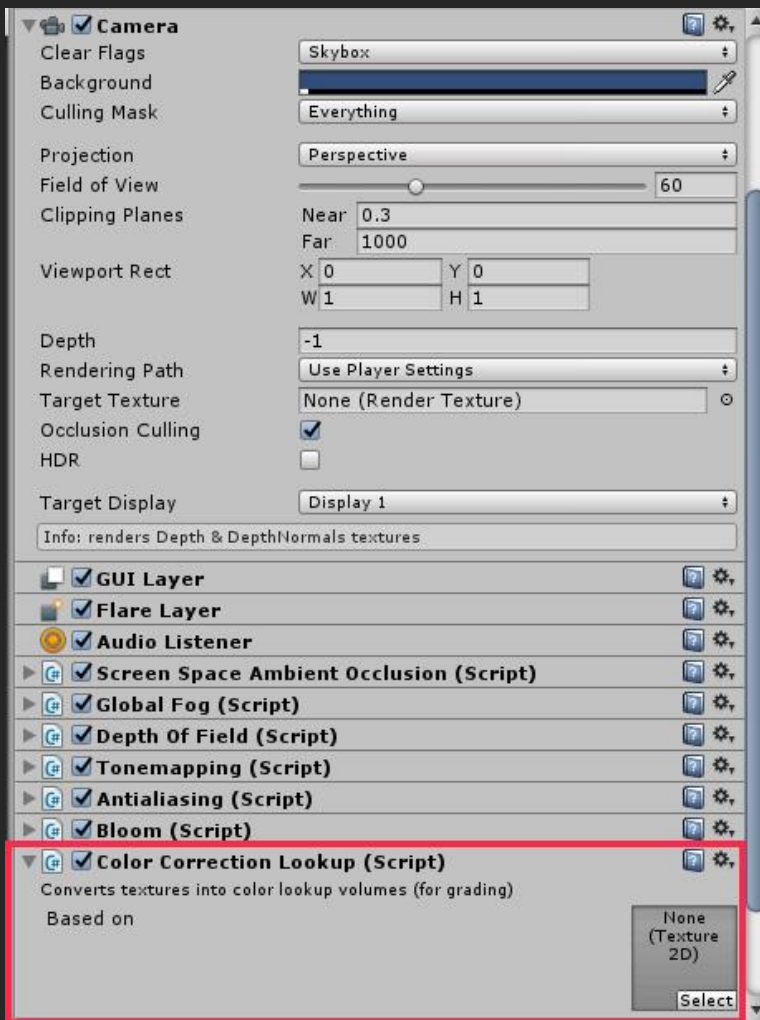 Camera
Clear Flags Skybox
Background
Culling Mask Everything
Projection Perspective
Field of View 60
Clipping Planes Near 0.3
Far 1000
Viewport Rect X 0 Y 0
W 1 H 1
Depth -1
Rendering Path Use Player Settings
Target Texture None (Render Texture)
Occlusion Culling
HDR
Target Display Display 1
Info: renders Depth & DepthNormals textures
GUI Layer
Flare Layer
Audio Listener
Screen Space Ambient Occlusion (Script)
Global Fog (Script)
Depth Of Field (Script)
Tonemapping (Script)
Antialiasing (Script)
Bloom (Script)
Color Correction Lookup (Script)
Converts textures into color lookup volumes (for grading)
Based on None
(Texture
2D)
Select